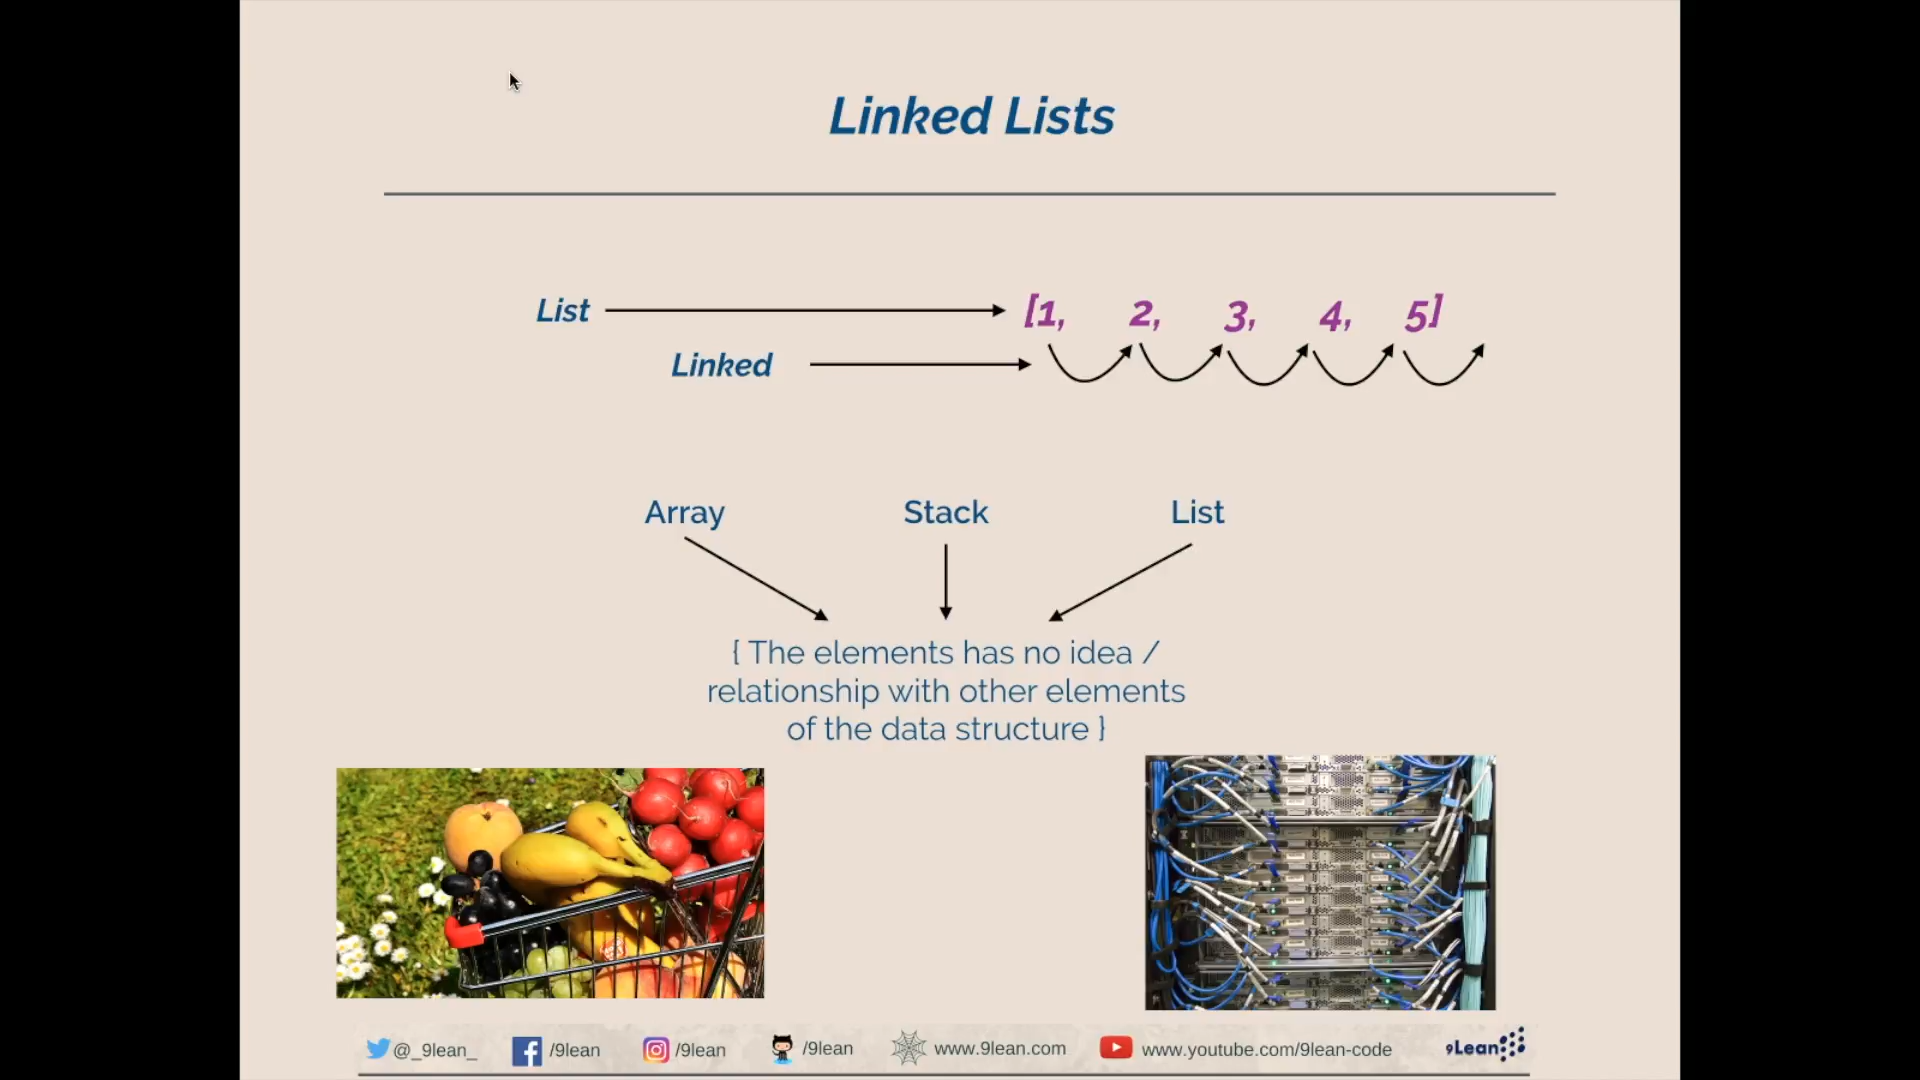 Linked Lists
List [1, 2, 3, 4, 5]
Linked
Array Stack List
{ The elements has no idea /
relationship with other elements
of the data structure }
@_9lean_ /9lean /9lean /9lean www.9lean.com www.youtube.com/9lean-code 9Lean